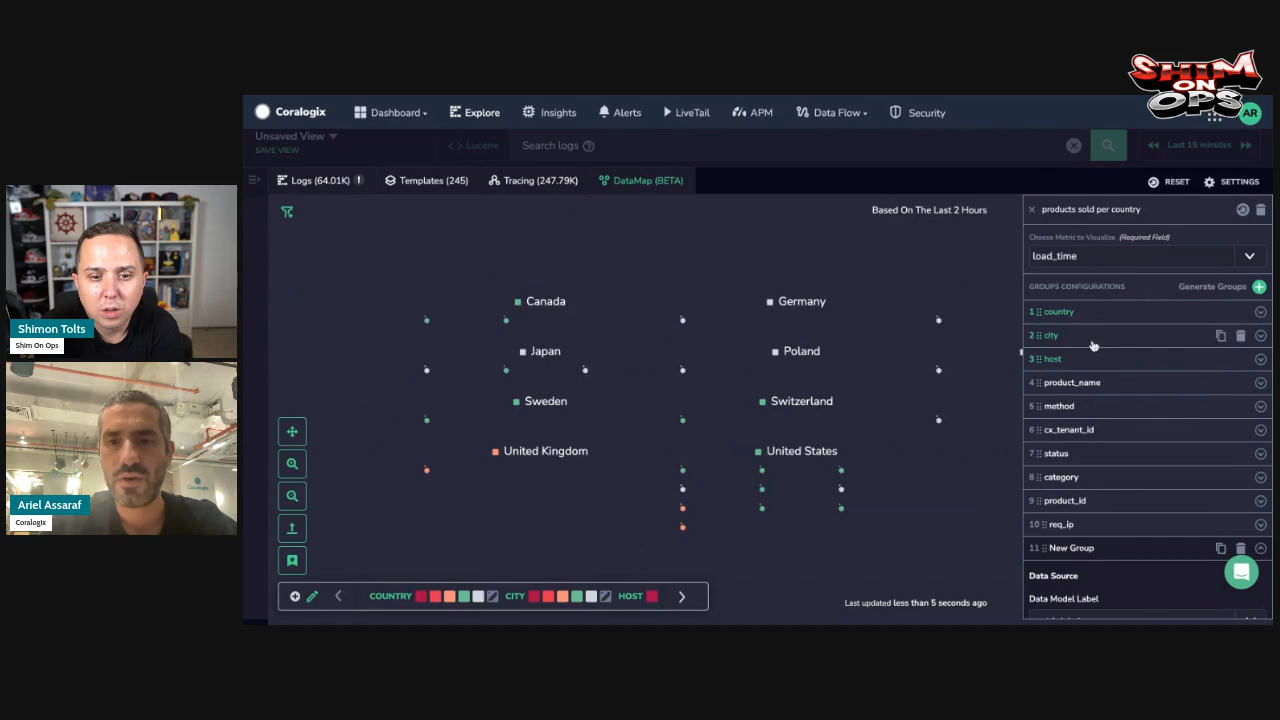 SHIM
ON
OPS
Coralogix
Dashboard
Explore
Insights
Alerts
LiveTail
APM
Data Flow
Security
AR
Unsaved View
SAVE VIEW
<> Lucene
Search logs
Last 15 minutes
Logs (64.01K)
Templates (245)
Tracing (247.79K)
DataMap (BETA)
RESET
SETTINGS
Based On The Last 2 Hours
Canada
Germany
Japan
Poland
Sweden
Switzerland
United Kingdom
United States
COUNTRY
CITY
HOST
Last updated less than 5 seconds ago
products sold per country
Choose Metric to Visualize (Required Field)
load_time
GROUPS CONFIGURATIONS
Generate Groups
1 country
2 city
3 host
4 product_name
5 method
6 cx_tenant_id
7 status
8 category
9 product_id
10 req_ip
11 New Group
Data Source
Data Model Label
Shimon Tolts
Shim On Ops
Coralogix
Ariel Assaraf
Coralogix